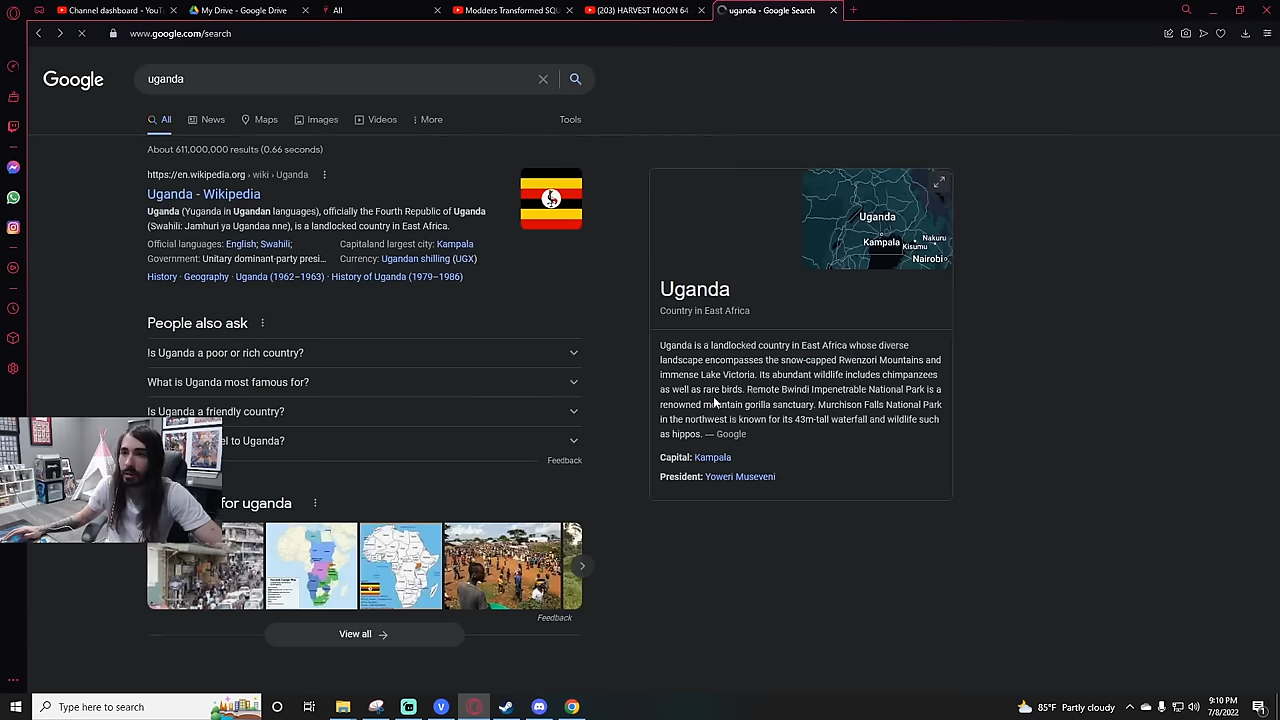 Channel dashboard - YouTu
My Drive - Google Drive
All
Modders Transformed SQU
(203) HARVEST MOON 64
uganda - Google Search
www.google.com/search
Google
uganda
All
News
Maps
Images
Videos
More
Tools
About 611,000,000 results (0.66 seconds)
https://en.wikipedia.org › wiki › Uganda
Uganda - Wikipedia
Uganda (Yuganda in Ugandan languages), officially the Fourth Republic of Uganda
(Swahili: Jamhuri ya Ugandaa nne), is a landlocked country in East Africa.
Official languages: English; Swahili;
Capitaland largest city: Kampala
Government: Unitary dominant-party presi...
Currency: Ugandan shilling (UGX)
History · Geography · Uganda (1962–1963) · History of Uganda (1979–1986)
People also ask
Is Uganda a poor or rich country?
What is Uganda most famous for?
Is Uganda a friendly country?
to Uganda?
Feedback
for uganda
Feedback
View all
Uganda
Kampala
Kisumu
Nakuru
Nairobi
Uganda
Country in East Africa
Uganda is a landlocked country in East Africa whose diverse
landscape encompasses the snow-capped Rwenzori Mountains and
immense Lake Victoria. Its abundant wildlife includes chimpanzees
as well as rare birds. Remote Bwindi Impenetrable National Park is a
renowned mountain gorilla sanctuary. Murchison Falls National Park
in the northwest is known for its 43m-tall waterfall and wildlife such
as hippos. — Google
Capital: Kampala
President: Yoweri Museveni
Type here to search
85°F Partly cloudy
9:10 PM
7/8/2022